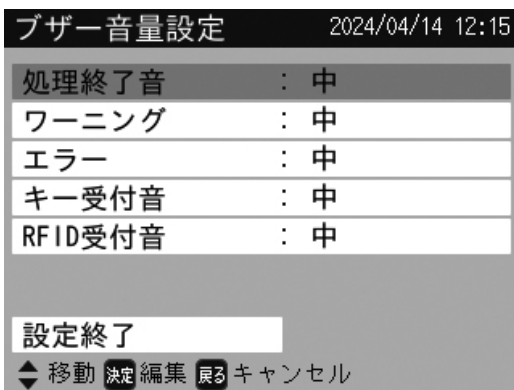 ブザー音量設定 2024/04/14 12:15
処理終了音 : 中
ワーニング : 中
エラー : 中
キー受付音 : 中
RFID受付音 : 中
設定終了
移動 決定 編集 戻る キャンセル